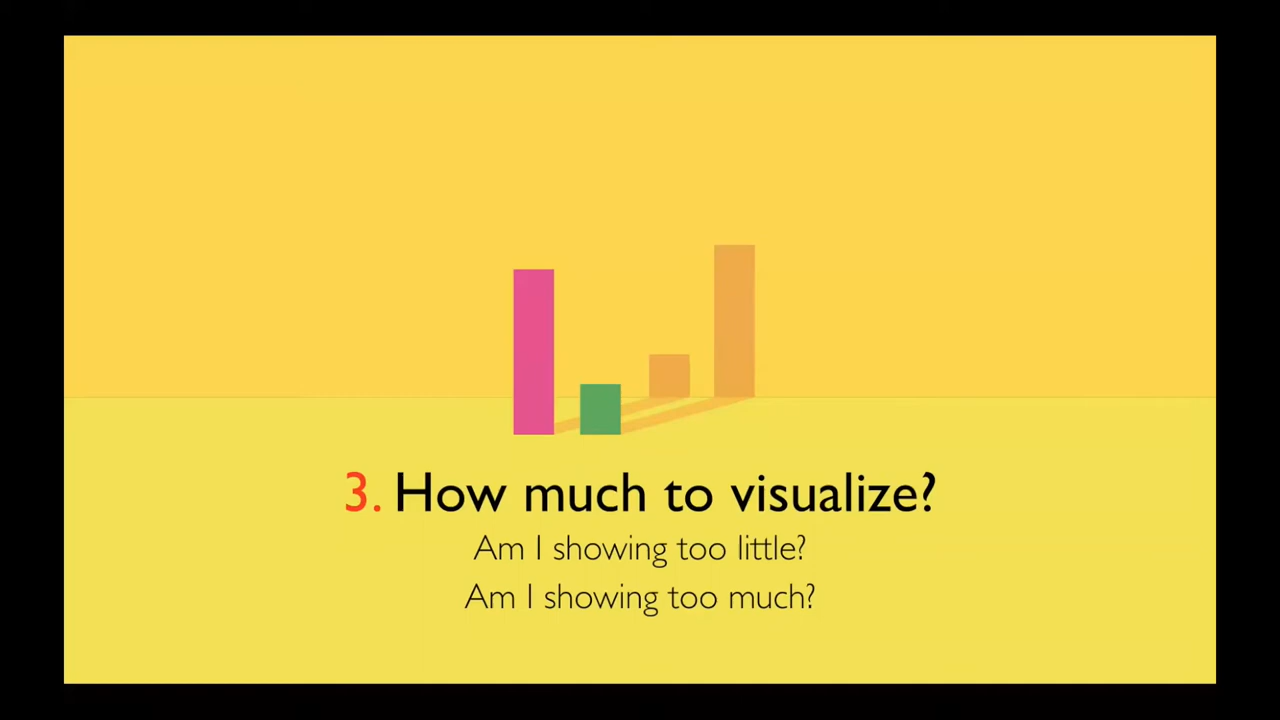 3. How much to visualize?
Am I showing too little?
Am I showing too much?